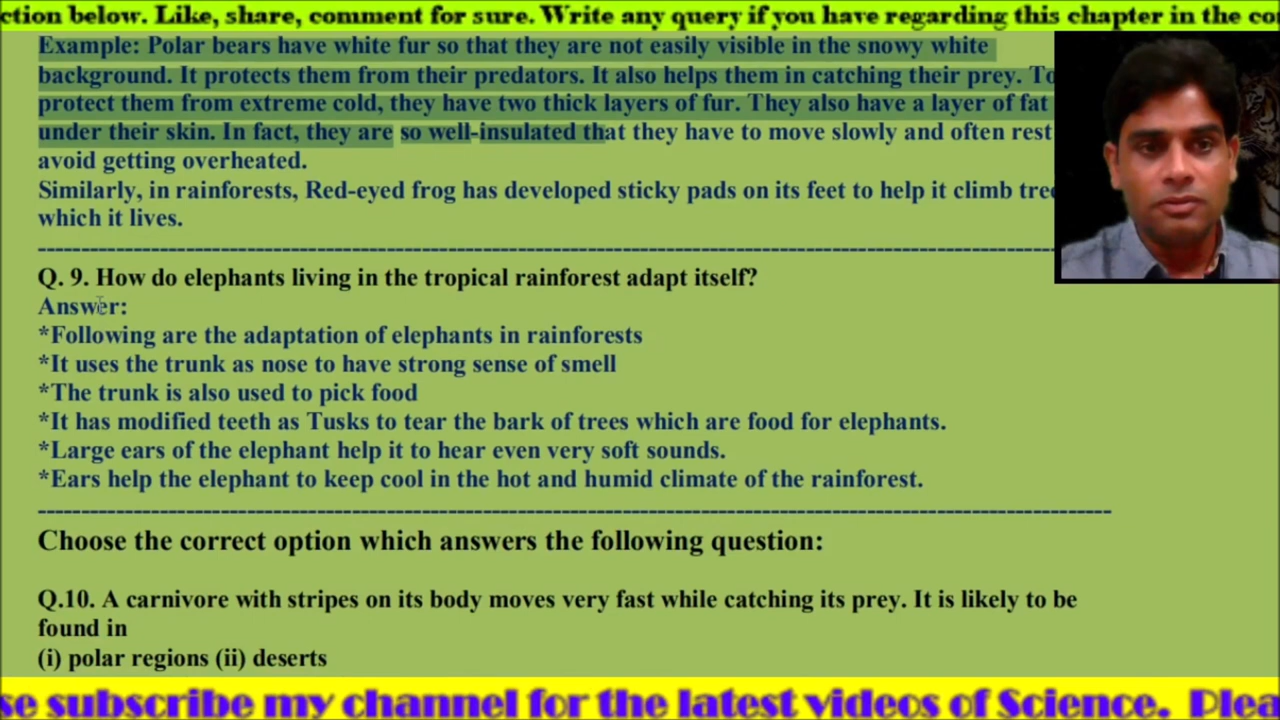 ction below. Like, share, comment for sure. Write any query if you have regarding this chapter in the co
Example: Polar bears have white fur so that they are not easily visible in the snowy white
background. It protects them from their predators. It also helps them in catching their prey. To
protect them from extreme cold, they have two thick layers of fur. They also have a layer of fat
under their skin. In fact, they are so well-insulated that they have to move slowly and often rest
avoid getting overheated.
Similarly, in rainforests, Red-eyed frog has developed sticky pads on its feet to help it climb tre
which it lives.
Q. 9. How do elephants living in the tropical rainforest adapt itself?
Answer:
*Following are the adaptation of elephants in rainforests
*It uses the trunk as nose to have strong sense of smell
*The trunk is also used to pick food
*It has modified teeth as Tusks to tear the bark of trees which are food for elephants.
*Large ears of the elephant help it to hear even very soft sounds.
*Ears help the elephant to keep cool in the hot and humid climate of the rainforest.
Choose the correct option which answers the following question:
Q.10. A carnivore with stripes on its body moves very fast while catching its prey. It is likely to be
found in
(i) polar regions (ii) deserts
se subscribe my channel for the latest videos of Science. Plea